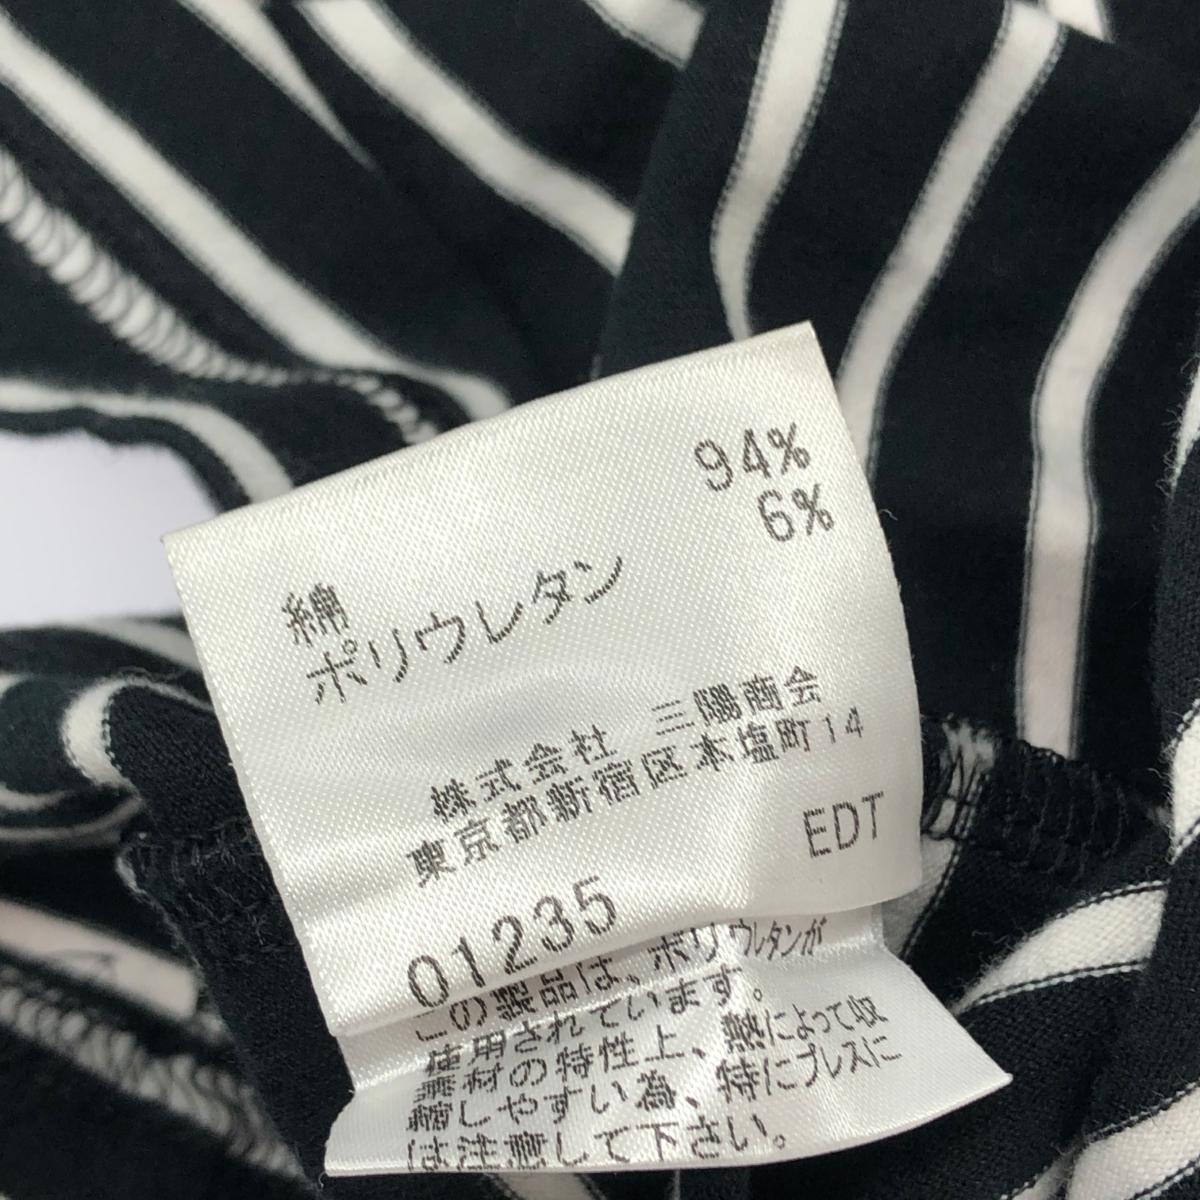 94%
6%
綿
ポリウレタン
株式会社 三陽商会
東京都新宿区本塩町14
EDT
01235
この製品は、ポリウレタンが
使用されています。
素材の特性上、熱によって収
縮しやすい為、特にプレスに
は注意して下さい。